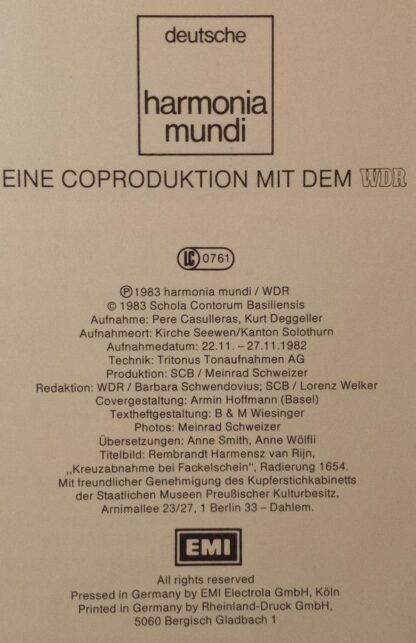 deutsche
harmonia
mundi
EINE COPRODUKTION MIT DEM WDR
LC 0761
Ⓟ 1983 harmonia mundi / WDR
© 1983 Schola Contorum Basiliensis
Aufnahme: Pere Casulleras, Kurt Deggeller
Aufnahmeort: Kirche Seewen/Kanton Solothurn
Aufnahmedatum: 22.11. – 27.11.1982
Technik: Tritonus Tonaufnahmen AG
Produktion: SCB / Meinrad Schweizer
Redaktion: WDR / Barbara Schwendovius; SCB / Lorenz Welker
Covergestaltung: Armin Hoffmann (Basel)
Textheftgestaltung: B & M Wiesinger
Photos: Meinrad Schweizer
Übersetzungen: Anne Smith, Anne Wölfli
Titelbild: Rembrandt Harmensz van Rijn,
„Kreuzabnahme bei Fackelschein", Radierung 1654.
Mit freundlicher Genehmigung des Kupferstichkabinetts
der Staatlichen Museen Preußischer Kulturbesitz,
Arnimallee 23/27, 1 Berlin 33 – Dahlem.
EMI
All rights reserved
Pressed in Germany by EMI Electrola GmbH, Köln
Printed in Germany by Rheinland-Druck GmbH,
5060 Bergisch Gladbach 1